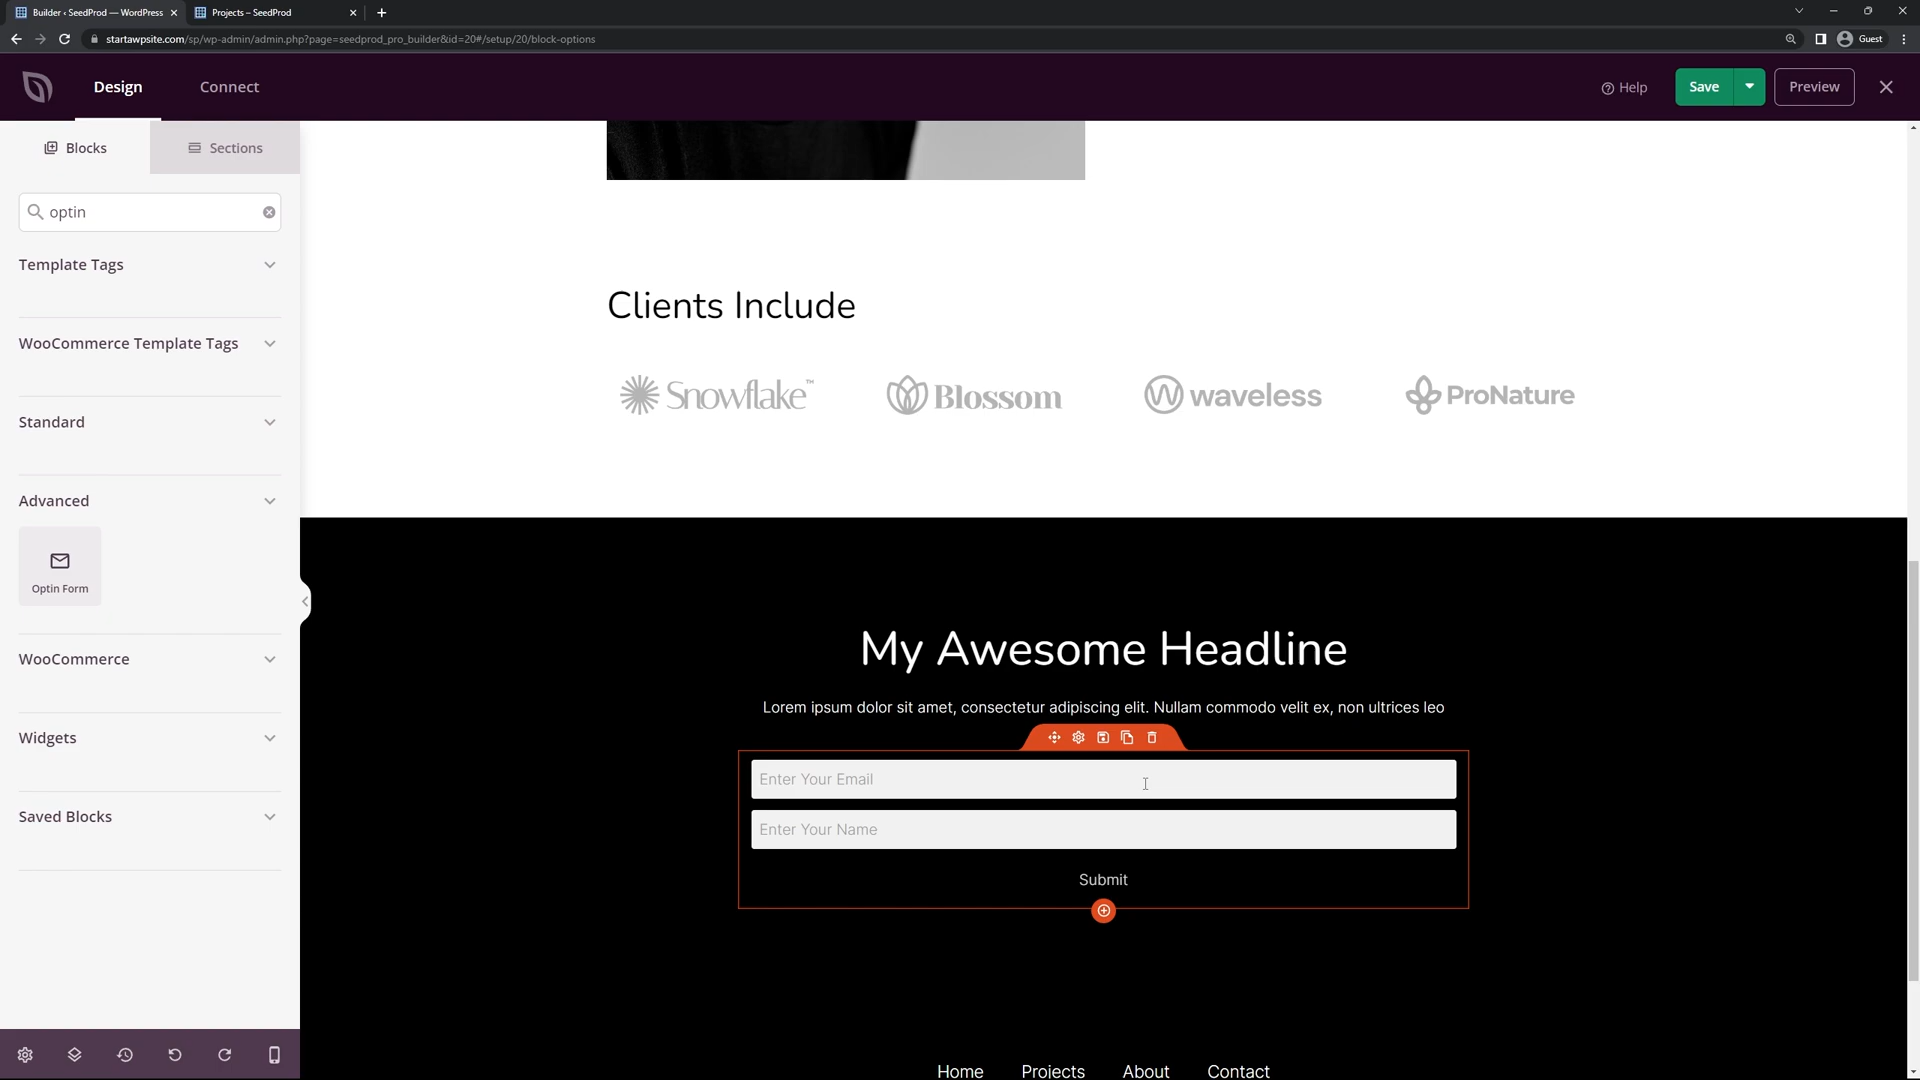 Builder ‹ SeedProd — WordPress
Projects – SeedProd
startawpsite.com/sp/wp-admin/admin.php?page=seedprod_pro_builder&id=20#/setup/20/block-options
Guest
Design
Connect
Help
Save
Preview
Blocks
Sections
optin
Template Tags
WooCommerce Template Tags
Standard
Advanced
Optin Form
WooCommerce
Widgets
Saved Blocks
Clients Include
Snowflake™
Blossom
waveless
ProNature
My Awesome Headline
Lorem ipsum dolor sit amet, consectetur adipiscing elit. Nullam commodo velit ex, non ultrices leo
Enter Your Email
Enter Your Name
Submit
Home Projects About Contact